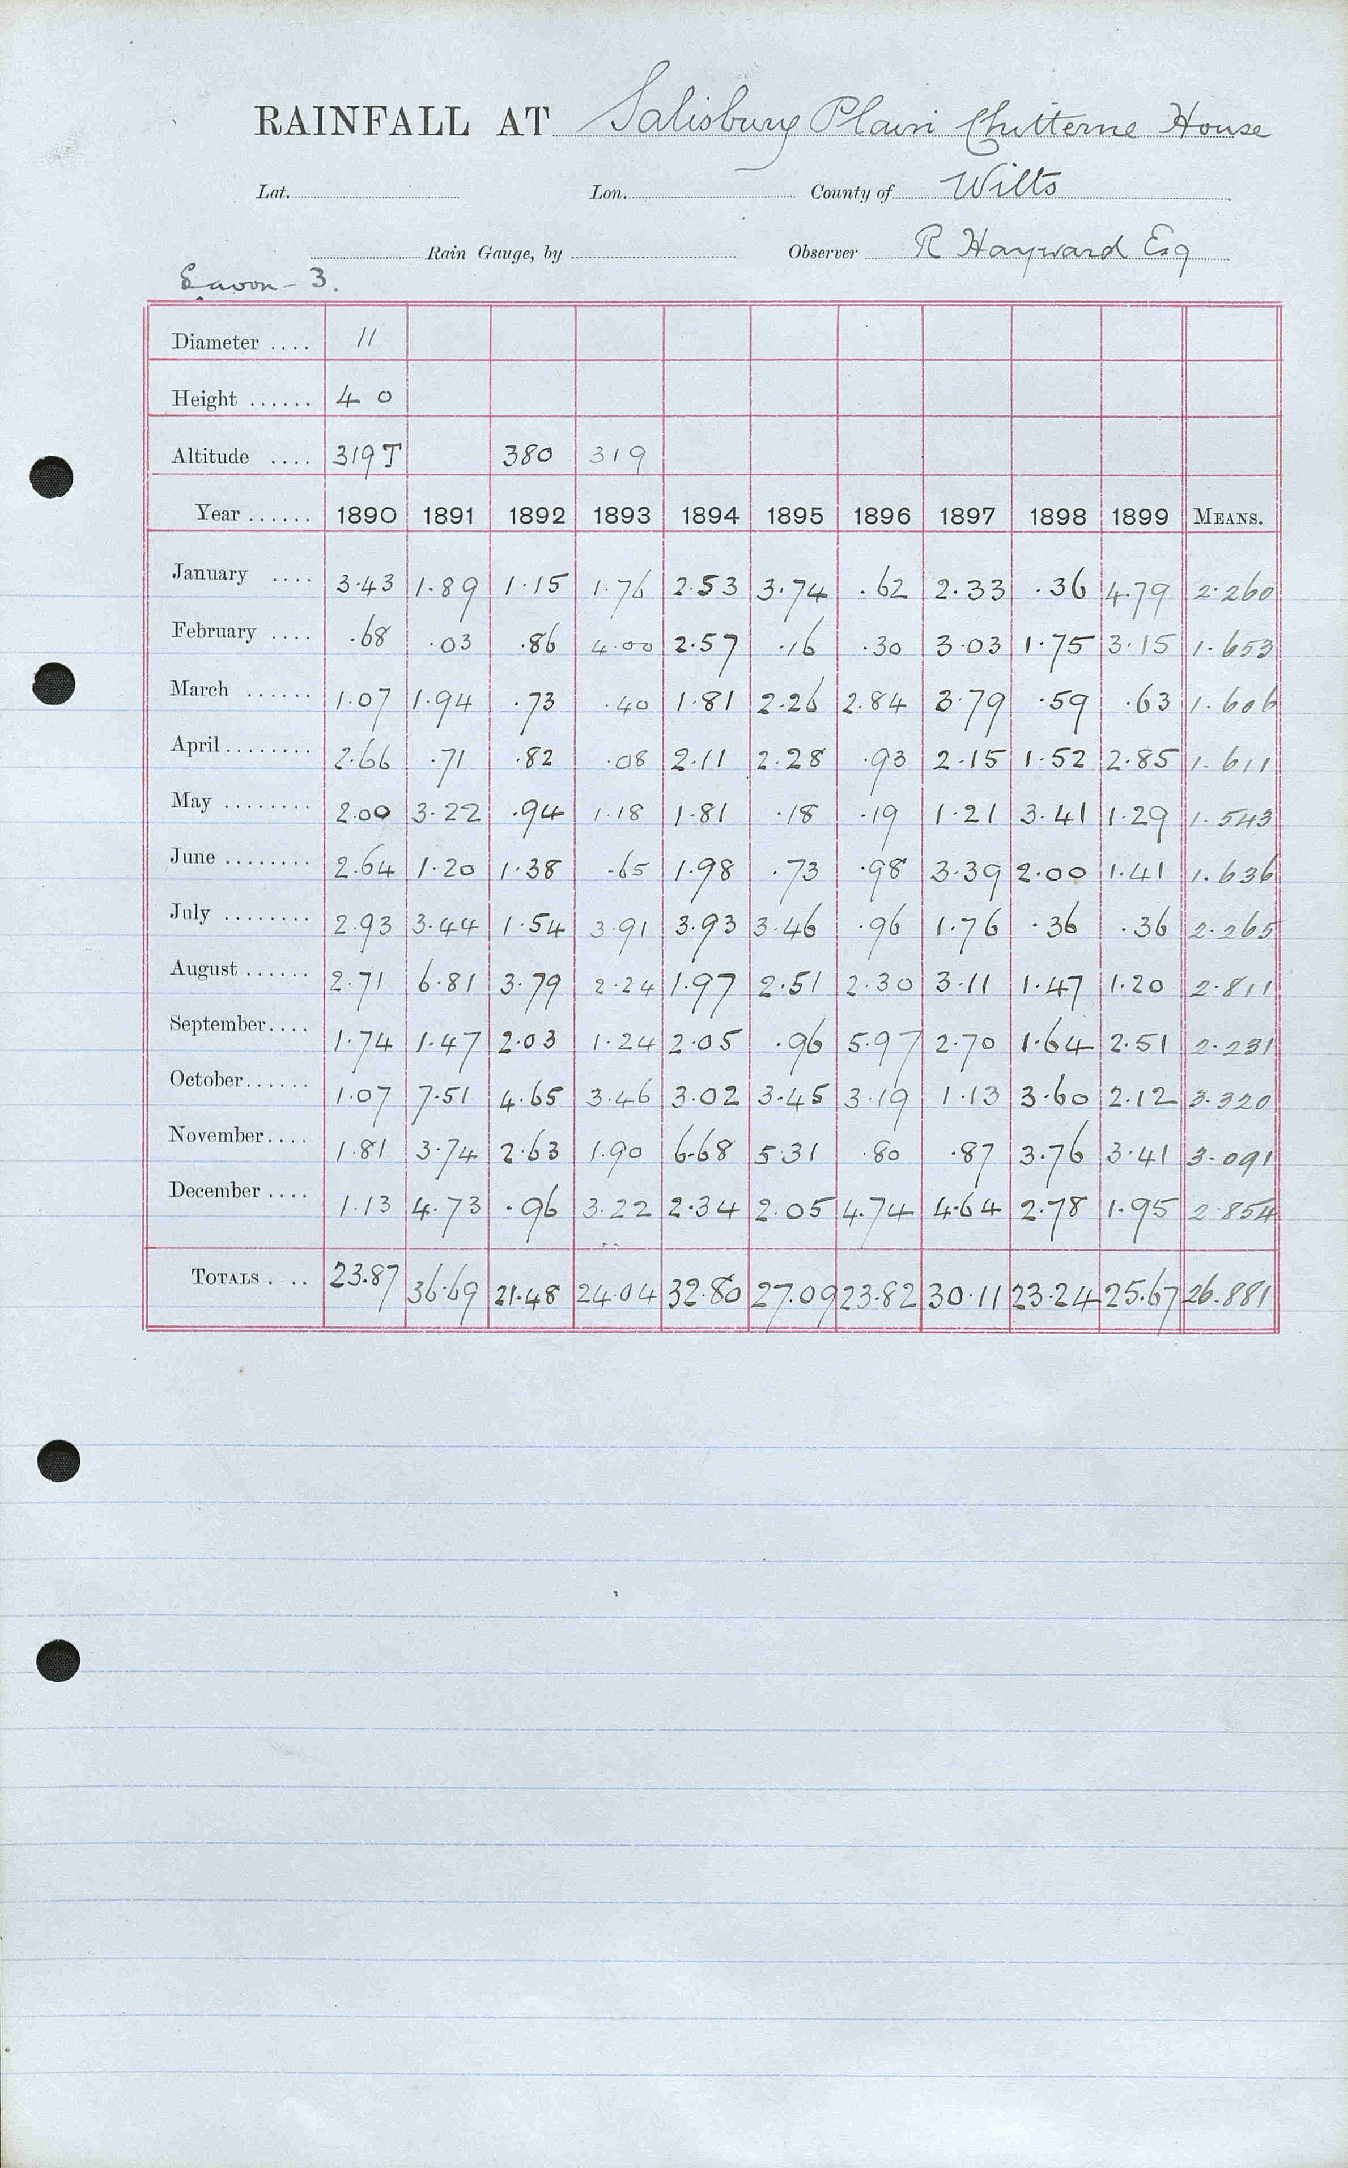 RAINFALL AT Salisbury Plain Chitterne House
Lat. Lon. County of Wilts
Rain Gauge, by Observer R Hayward Esq
E avon - 3.
Diameter .... 11
Height ...... 4 0
Altitude .... 319 T 380 319
Year ...... 1890 1891 1892 1893 1894 1895 1896 1897 1898 1899 MEANS.
January .... 3.43 1.89 1.15 1.76 2.53 3.74 .62 2.33 .36 4.79 2.260
February .... .68 .03 .86 4.00 2.57 .16 .30 3.03 1.75 3.15 1.653
March ...... 1.07 1.94 .73 .40 1.81 2.26 2.84 3.79 .59 .63 1.606
April ........ 2.66 .71 .82 .08 2.11 2.28 .93 2.15 1.52 2.85 1.611
May ........ 2.00 3.22 .94 1.18 1.81 .18 .19 1.21 3.41 1.29 1.543
June ........ 2.64 1.20 1.38 .65 1.98 .73 .98 3.39 2.00 1.41 1.636
July ........ 2.93 3.44 1.54 3.91 3.93 3.46 .96 1.76 .36 .36 2.265
August ...... 2.71 6.81 3.79 2.24 1.97 2.51 2.30 3.11 1.47 1.20 2.811
September .... 1.74 1.47 2.03 1.24 2.05 .96 5.97 2.70 1.64 2.51 2.231
October ...... 1.07 7.51 4.65 3.46 3.02 3.45 3.19 1.13 3.60 2.12 3.320
November .... 1.81 3.74 2.63 1.90 6.68 5.31 .80 .87 3.76 3.41 3.091
December .... 1.13 4.73 .96 3.22 2.34 2.05 4.74 4.64 2.78 1.95 2.854
TOTALS . .. 23.87 36.69 21.48 24.04 32.80 27.09 23.82 30.11 23.24 25.67 26.881